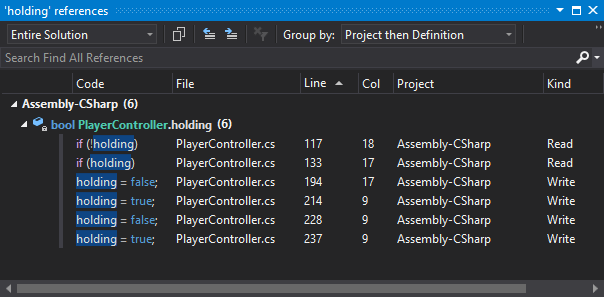 'holding' references
Entire Solution Group by: Project then Definition
Search Find All References
Code File Line Col Project Kind
Assembly-CSharp (6)
bool PlayerController.holding (6)
if (!holding) PlayerController.cs 117 18 Assembly-CSharp Read
if (holding) PlayerController.cs 133 17 Assembly-CSharp Read
holding = false; PlayerController.cs 194 17 Assembly-CSharp Write
holding = true; PlayerController.cs 214 9 Assembly-CSharp Write
holding = false; PlayerController.cs 228 9 Assembly-CSharp Write
holding = true; PlayerController.cs 237 9 Assembly-CSharp Write